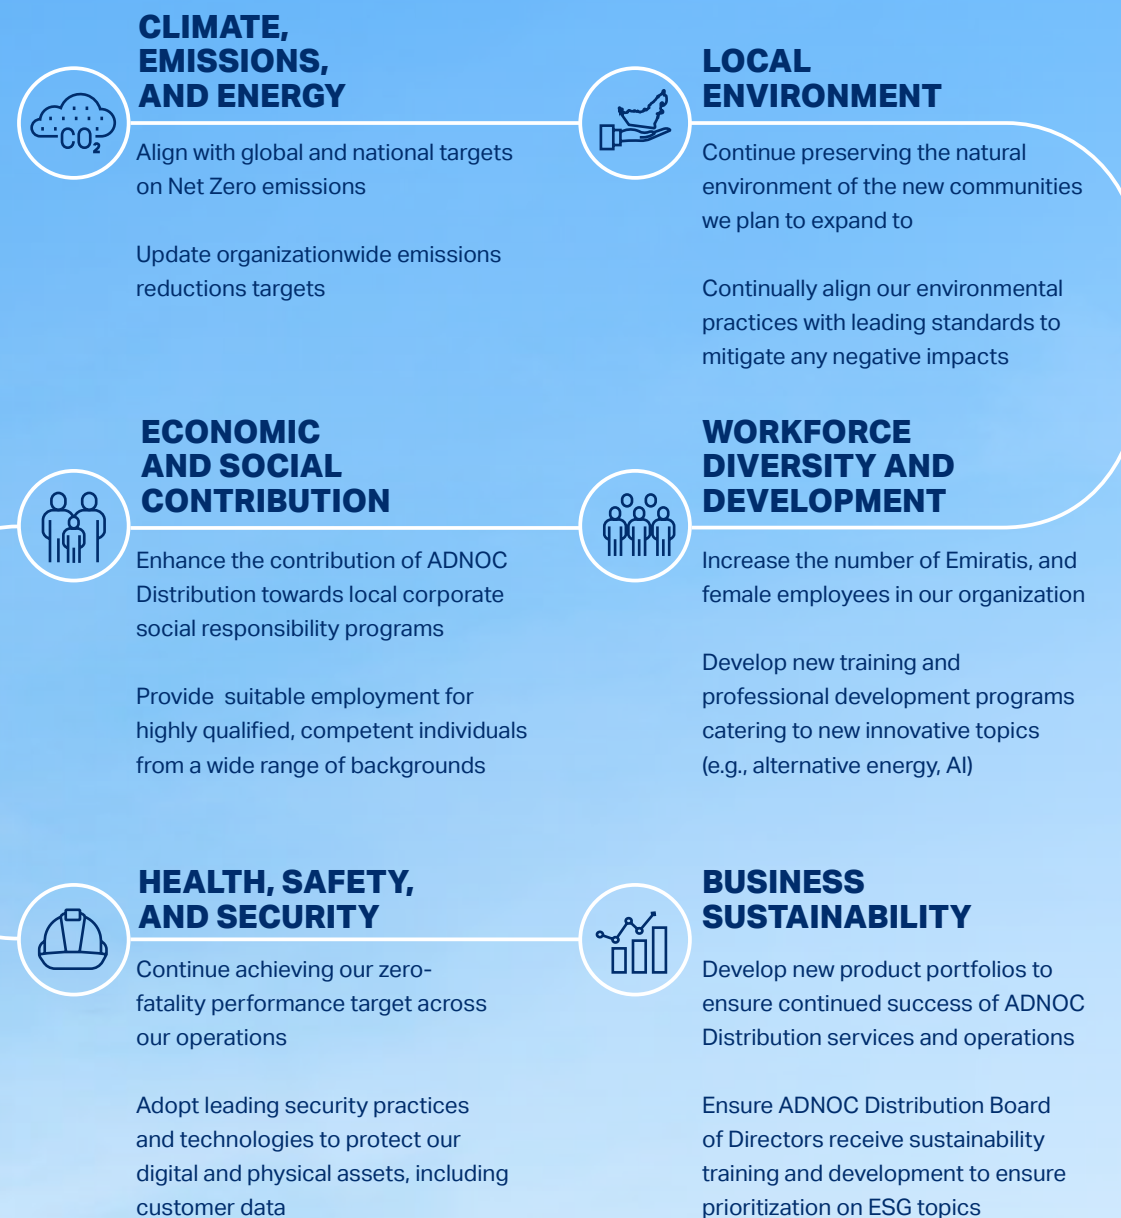 CLIMATE,
EMISSIONS,
AND ENERGY
CO₂
Align with global and national targets
on Net Zero emissions
Update organizationwide emissions
reductions targets
LOCAL
ENVIRONMENT
Continue preserving the natural
environment of the new communities
we plan to expand to
Continually align our environmental
practices with leading standards to
mitigate any negative impacts
ECONOMIC
AND SOCIAL
CONTRIBUTION
Enhance the contribution of ADNOC
Distribution towards local corporate
social responsibility programs
Provide suitable employment for
highly qualified, competent individuals
from a wide range of backgrounds
WORKFORCE
DIVERSITY AND
DEVELOPMENT
Increase the number of Emiratis, and
female employees in our organization
Develop new training and
professional development programs
catering to new innovative topics
(e.g., alternative energy, AI)
HEALTH, SAFETY,
AND SECURITY
Continue achieving our zero-
fatality performance target across
our operations
Adopt leading security practices
and technologies to protect our
digital and physical assets, including
customer data
BUSINESS
SUSTAINABILITY
Develop new product portfolios to
ensure continued success of ADNOC
Distribution services and operations
Ensure ADNOC Distribution Board
of Directors receive sustainability
training and development to ensure
prioritization on ESG topics